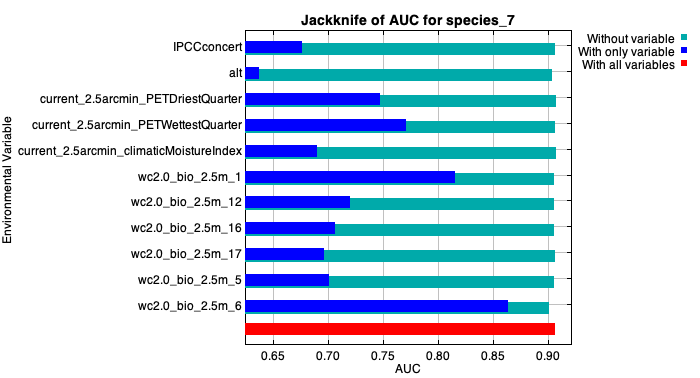 Jackknife of AUC for species_7
Without variable
With only variable
With all variables
Environmental Variable
IPCCconcert
alt
current_2.5arcmin_PETDriestQuarter
current_2.5arcmin_PETWettestQuarter
current_2.5arcmin_climaticMoistureIndex
wc2.0_bio_2.5m_1
wc2.0_bio_2.5m_12
wc2.0_bio_2.5m_16
wc2.0_bio_2.5m_17
wc2.0_bio_2.5m_5
wc2.0_bio_2.5m_6
0.65 0.70 0.75 0.80 0.85 0.90
AUC